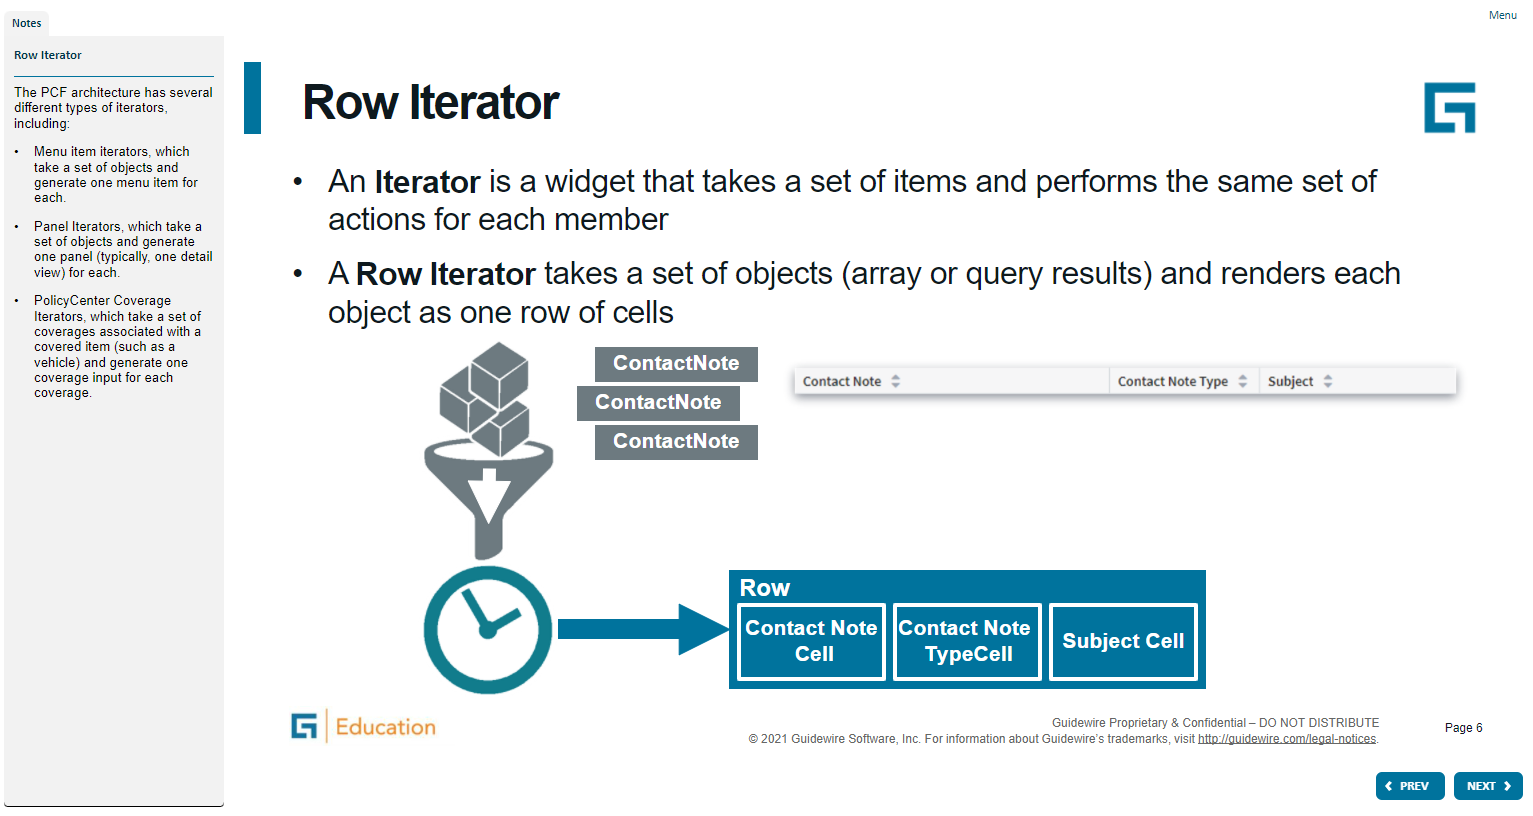 Notes
Menu
Row Iterator
The PCF architecture has several
different types of iterators,
including:
• Menu item iterators, which
take a set of objects and
generate one menu item for
each.
• Panel Iterators, which take a
set of objects and generate
one panel (typically, one detail
view) for each.
• PolicyCenter Coverage
Iterators, which take a set of
coverages associated with a
covered item (such as a
vehicle) and generate one
coverage input for each
coverage.
Row Iterator
• An Iterator is a widget that takes a set of items and performs the same set of
actions for each member
• A Row Iterator takes a set of objects (array or query results) and renders each
object as one row of cells
ContactNote
ContactNote
ContactNote
Contact Note Contact Note Type Subject
Row
Contact Note
Cell
Contact Note
TypeCell
Subject Cell
Education
Guidewire Proprietary & Confidential – DO NOT DISTRIBUTE
© 2021 Guidewire Software, Inc. For information about Guidewire's trademarks, visit http://guidewire.com/legal-notices.
Page 6
PREV
NEXT